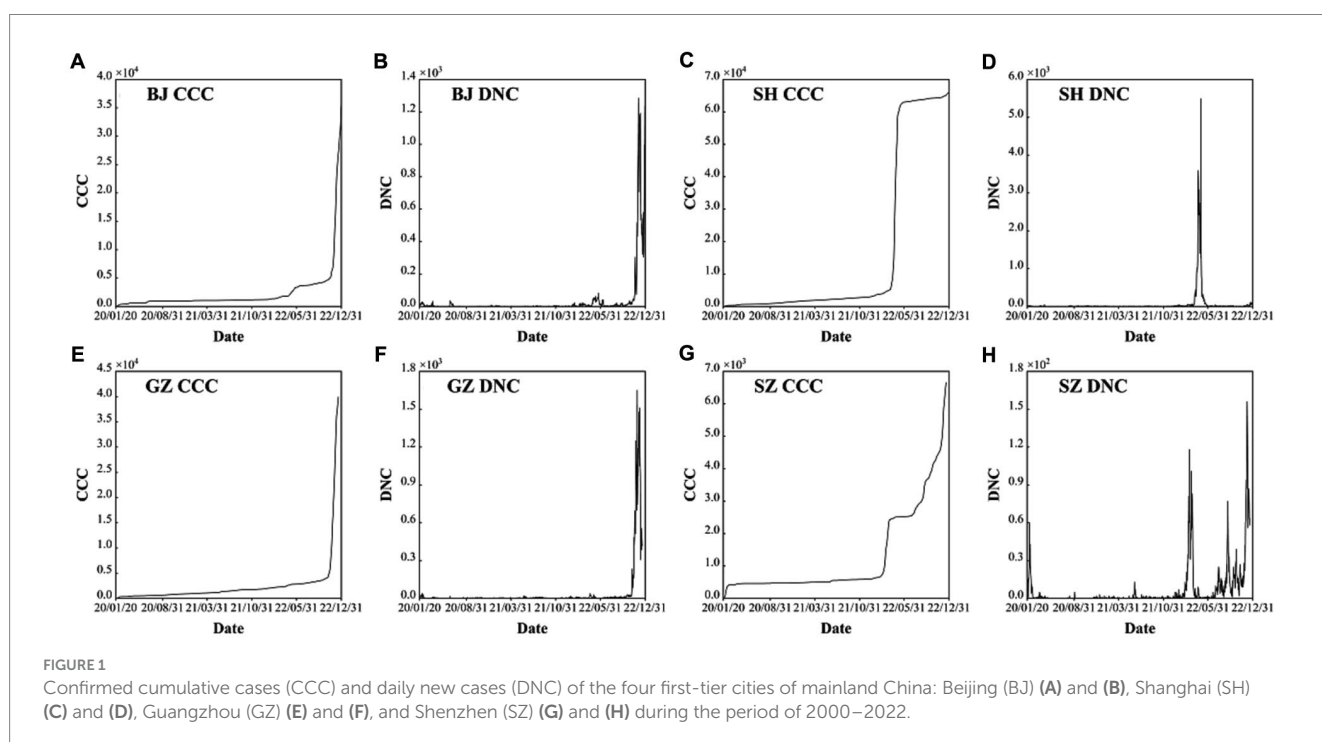 A
×10⁴
4.0
3.5
3.0
2.5
2.0
1.5
1.0
0.5
0.0
CCC
BJ CCC
20/01/20 20/08/31 21/03/31 21/10/31 22/05/31 22/12/31
Date
B
×10³
1.4
1.2
1.0
0.8
0.6
0.4
0.2
0.0
DNC
BJ DNC
20/01/20 20/08/31 21/03/31 21/10/31 22/05/31 22/12/31
Date
C
×10⁴
7.0
6.0
5.0
4.0
3.0
2.0
1.0
0.0
CCC
SH CCC
20/01/20 20/08/31 21/03/31 21/10/31 22/05/31 22/12/31
Date
D
×10³
6.0
5.0
4.0
3.0
2.0
1.0
0.0
DNC
SH DNC
20/01/20 20/08/31 21/03/31 21/10/31 22/05/31 22/12/31
Date
E
×10⁴
4.5
4.0
3.5
3.0
2.5
2.0
1.5
1.0
0.5
0.0
CCC
GZ CCC
20/01/20 20/08/31 21/03/31 21/10/31 22/05/31 22/12/31
Date
F
×10³
1.8
1.5
1.2
0.9
0.6
0.3
0.0
DNC
GZ DNC
20/01/20 20/08/31 21/03/31 21/10/31 22/05/31 22/12/31
Date
G
×10³
7.0
6.0
5.0
4.0
3.0
2.0
1.0
0.0
CCC
SZ CCC
20/01/20 20/08/31 21/03/31 21/10/31 22/05/31 22/12/31
Date
H
×10²
1.8
1.5
1.2
0.9
0.6
0.3
0.0
DNC
SZ DNC
20/01/20 20/08/31 21/03/31 21/10/31 22/05/31 22/12/31
Date
FIGURE 1
Confirmed cumulative cases (CCC) and daily new cases (DNC) of the four first-tier cities of mainland China: Beijing (BJ) (A) and (B), Shanghai (SH)
(C) and (D), Guangzhou (GZ) (E) and (F), and Shenzhen (SZ) (G) and (H) during the period of 2000–2022.